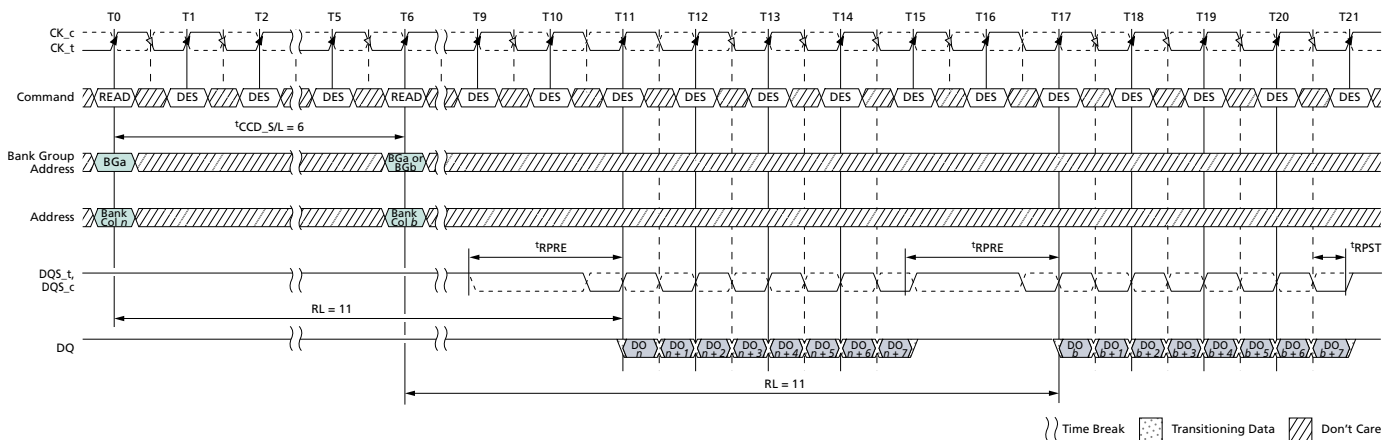 T0 T1 T2 T5 T6 T9 T10 T11 T12 T13 T14 T15 T16 T17 T18 T19 T20 T21
CK_c
CK_t
Command READ DES DES DES READ DES DES DES DES DES DES DES DES DES DES DES DES DES
tCCD_S/L = 6
Bank Group
Address
BGa
BGa or
BGb
Address
Bank
Col n
Bank
Col b
tRPRE tRPRE tRPST
DQS_t,
DQS_c
RL = 11
DQ
DO
n
DO
n + 1
DO
n + 2
DO
n + 3
DO
n + 4
DO
n + 5
DO
n + 6
DO
n + 7
DO
b
DO
b + 1
DO
b + 2
DO
b + 3
DO
b + 4
DO
b + 5
DO
b + 6
DO
b + 7
RL = 11
Time Break Transitioning Data Don't Care